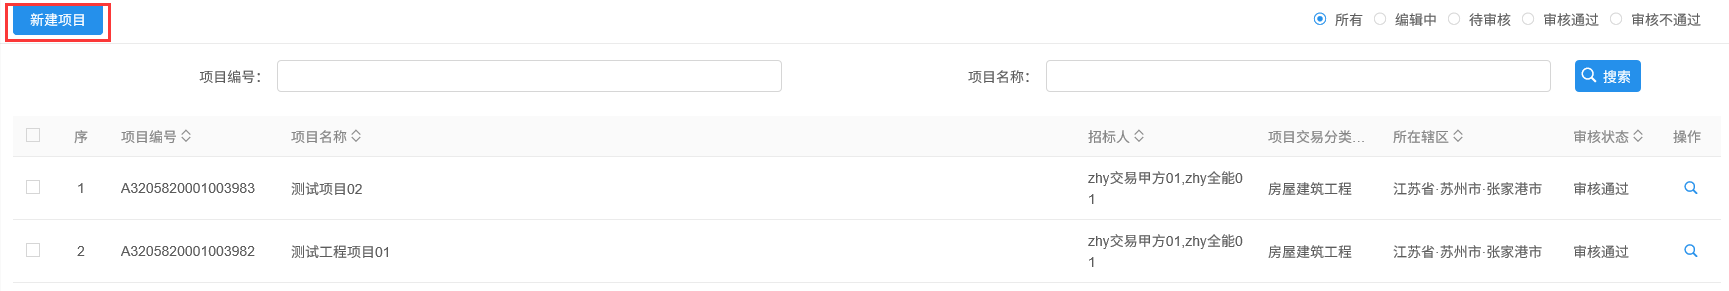 新建项目
所有 编辑中 待审核 审核通过 审核不通过
项目编号： 项目名称： 搜索
序 项目编号 项目名称 招标人 项目交易分类... 所在辖区 审核状态 操作
1 A3205820001003983 测试项目02 zhy交易甲方01,zhy全能0 房屋建筑工程 江苏省·苏州市·张家港市 审核通过
1
2 A3205820001003982 测试工程项目01 zhy交易甲方01,zhy全能0 房屋建筑工程 江苏省·苏州市·张家港市 审核通过
1